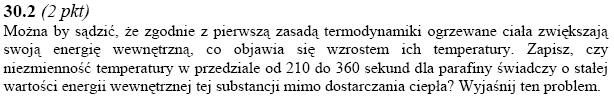 30.2 (2 pkt)
Można by sądzić, że zgodnie z pierwszą zasadą termodynamiki ogrzewane ciała zwiększają
swoją energię wewnętrzną, co objawia się wzrostem ich temperatury. Zapisz, czy
niezmienność temperatury w przedziale od 210 do 360 sekund dla parafiny świadczy o stałej
wartości energii wewnętrznej tej substancji mimo dostarczania ciepła? Wyjaśnij ten problem.